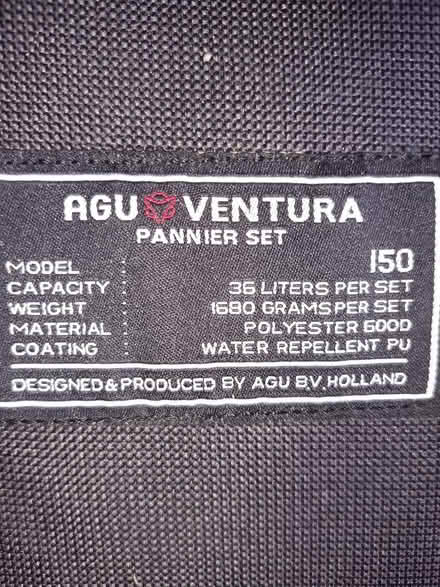 AGU VENTURA
PANNIER SET
MODEL : 150
CAPACITY : 36 LITERS PER SET
WEIGHT : 1680 GRAMS PER SET
MATERIAL : POLYESTER 600D
COATING : WATER REPELLENT PU
DESIGNED & PRODUCED BY AGU BV, HOLLAND